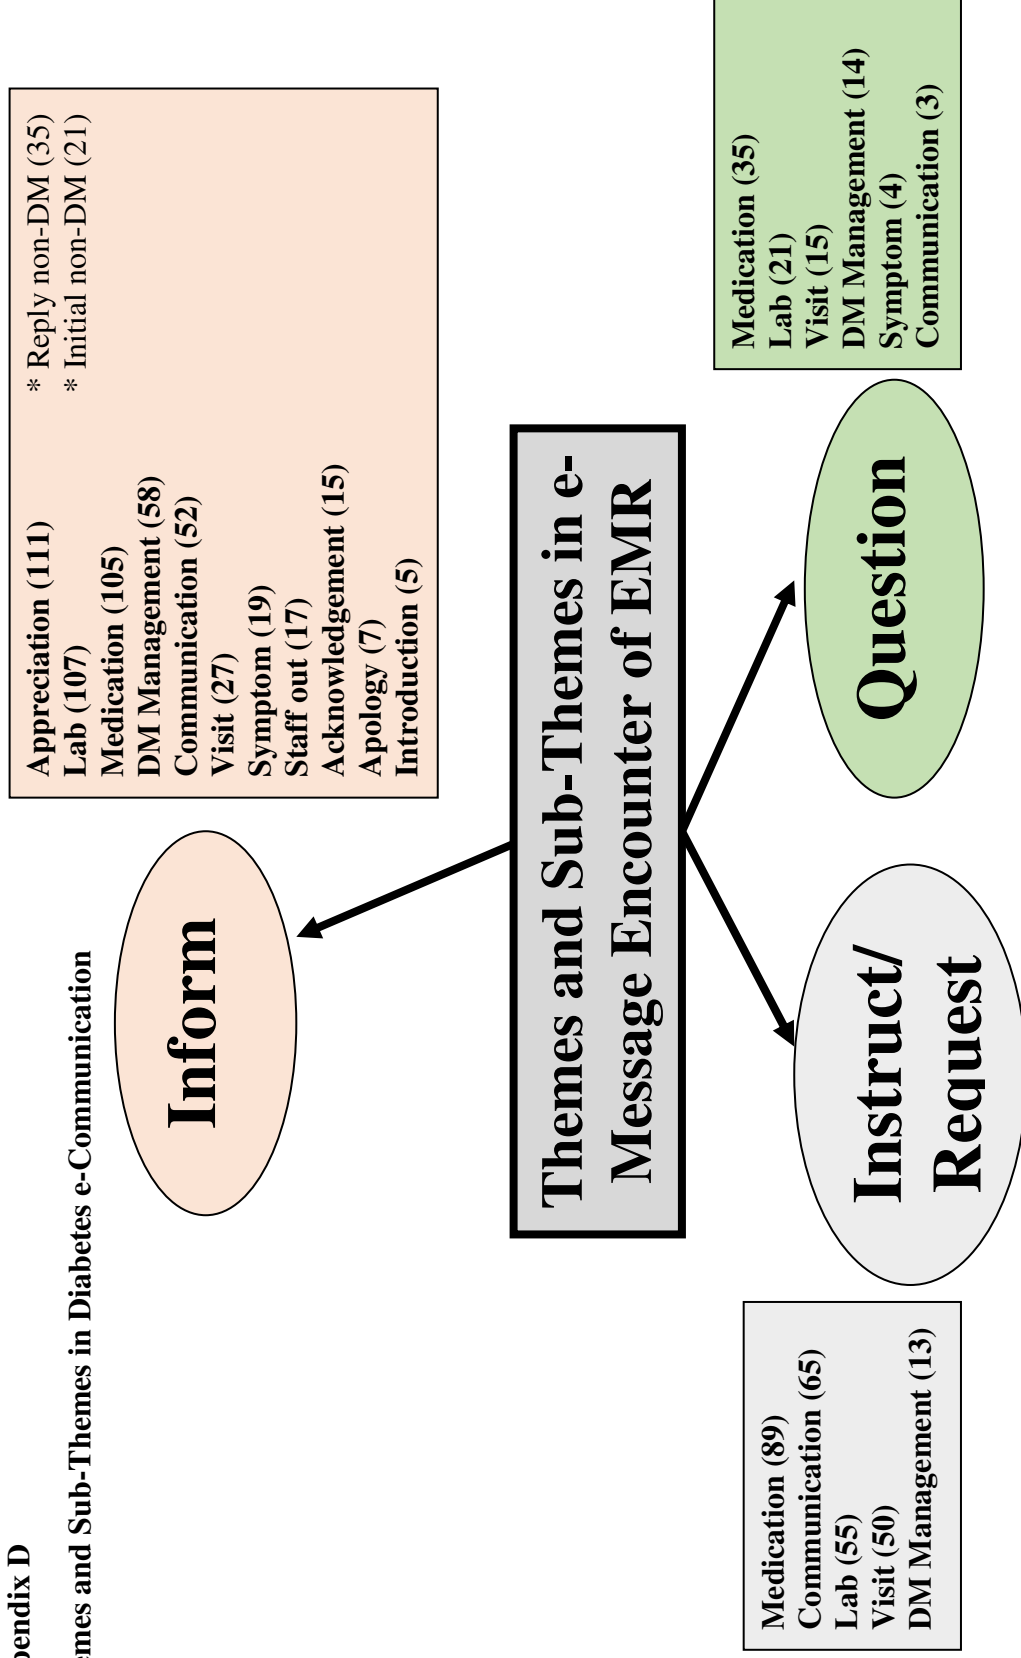 pendix D
emes and Sub-Themes in Diabetes e-Communication
Inform
Appreciation (111)
Lab (107)
Medication (105)
DM Management (58)
Communication (52)
Visit (27)
Symptom (19)
Staff out (17)
Acknowledgement (15)
Apology (7)
Introduction (5)
* Reply non-DM (35)
* Initial non-DM (21)
Themes and Sub-Themes in e-
Message Encounter of EMR
Medication (89)
Communication (65)
Lab (55)
Visit (50)
DM Management (13)
Instruct/
Request
Question
Medication (35)
Lab (21)
Visit (15)
DM Management (14)
Symptom (4)
Communication (3)